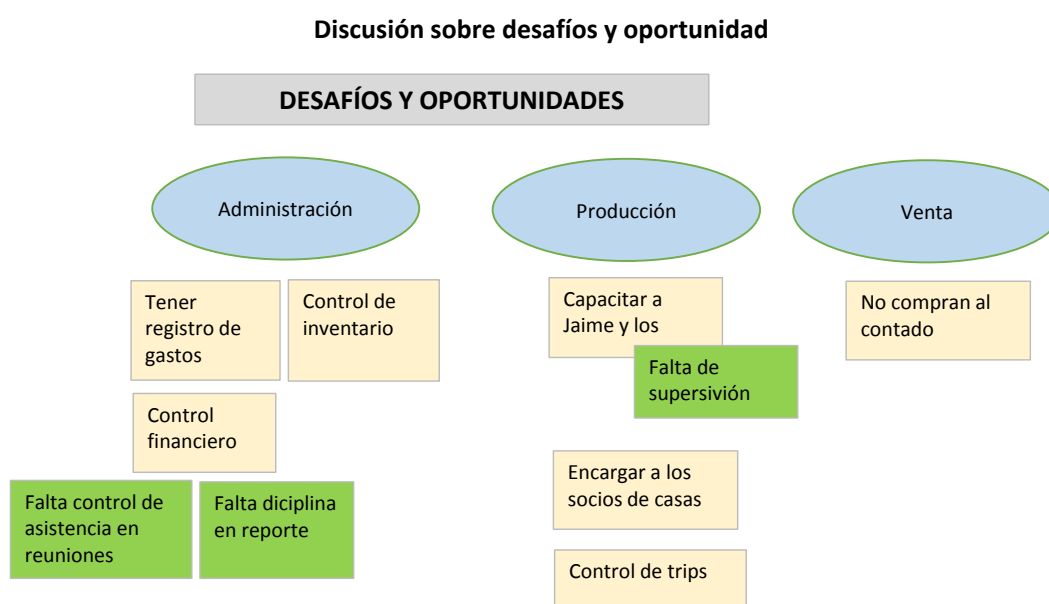 Discusión sobre desafíos y oportunidad
DESAFÍOS Y OPORTUNIDADES
Administración
Producción
Venta
Tener
registro de
gastos
Control de
inventario
Control
financiero
Falta control de
asistencia en
reuniones
Falta diciplina
en reporte
Capacitar a
Jaime y los
Falta de
supersivión
Encargar a los
socios de casas
Control de trips
No compran al
contado